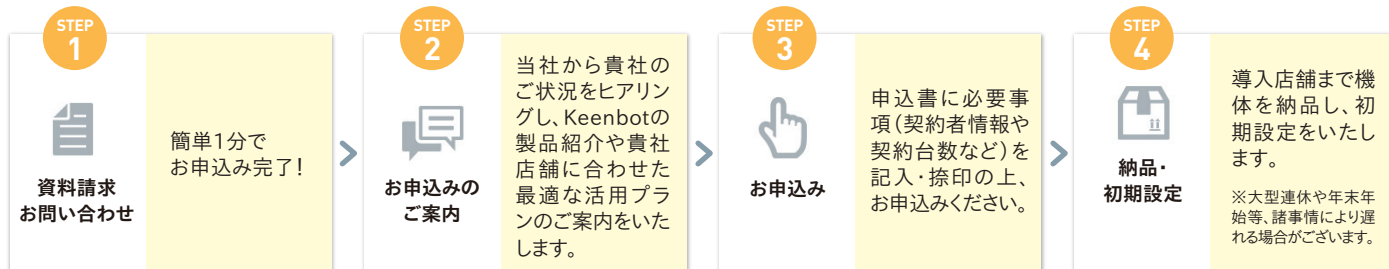 STEP
1
資料請求
お問い合わせ
簡単1分で
お申込み完了！
STEP
2
お申込みの
ご案内
当社から貴社の
ご状況をヒアリン
グし、Keenbotの
製品紹介や貴社
店舗に合わせた
最適な活用プラ
ンのご案内をいた
します。
STEP
3
お申込み
申込書に必要事
項（契約者情報や
契約台数など）を
記入・捺印の上、
お申込みください。
STEP
4
納品・
初期設定
導入店舗まで機
体を納品し、初
期設定をいたし
ます。
※大型連休や年末年
始等、諸事情により遅
れる場合がございます。